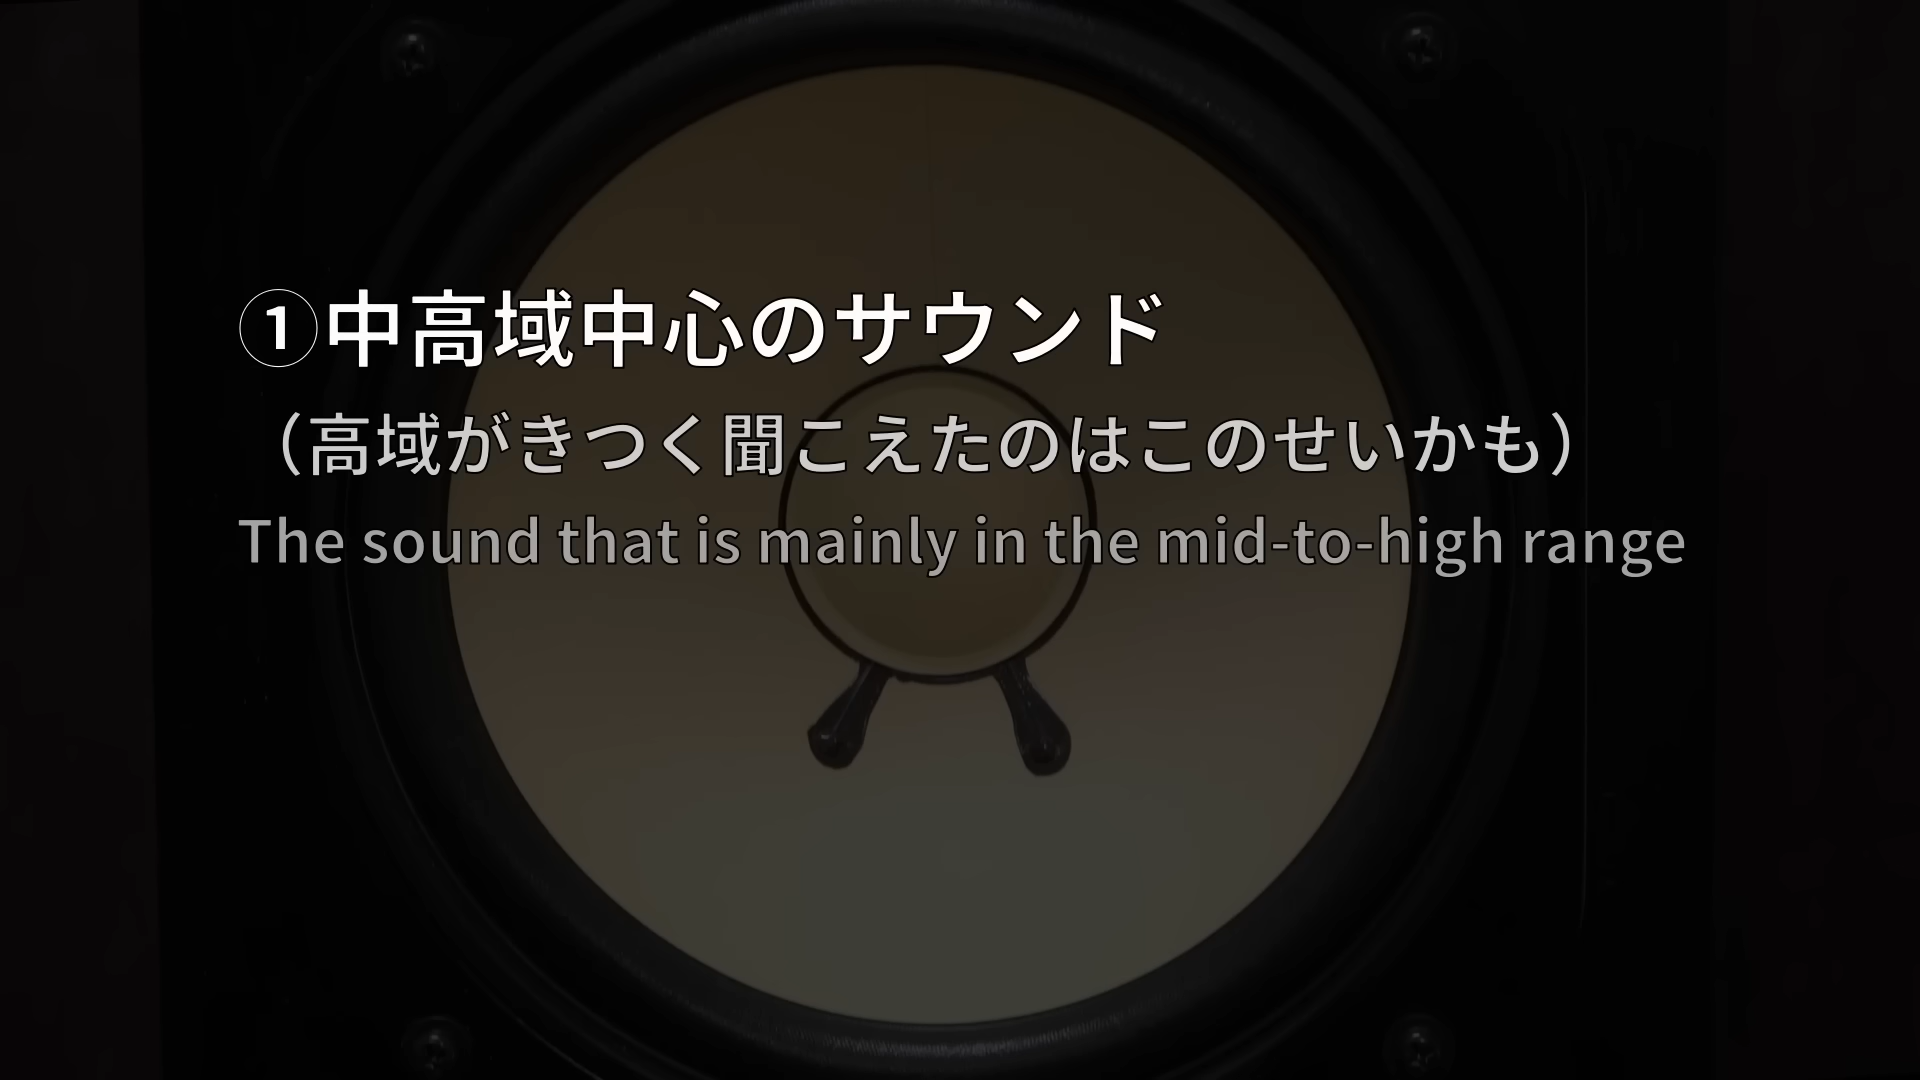 ①中高域中心のサウンド
（高域がきつく聞こえたのはこのせいかも）
The sound that is mainly in the mid-to-high range